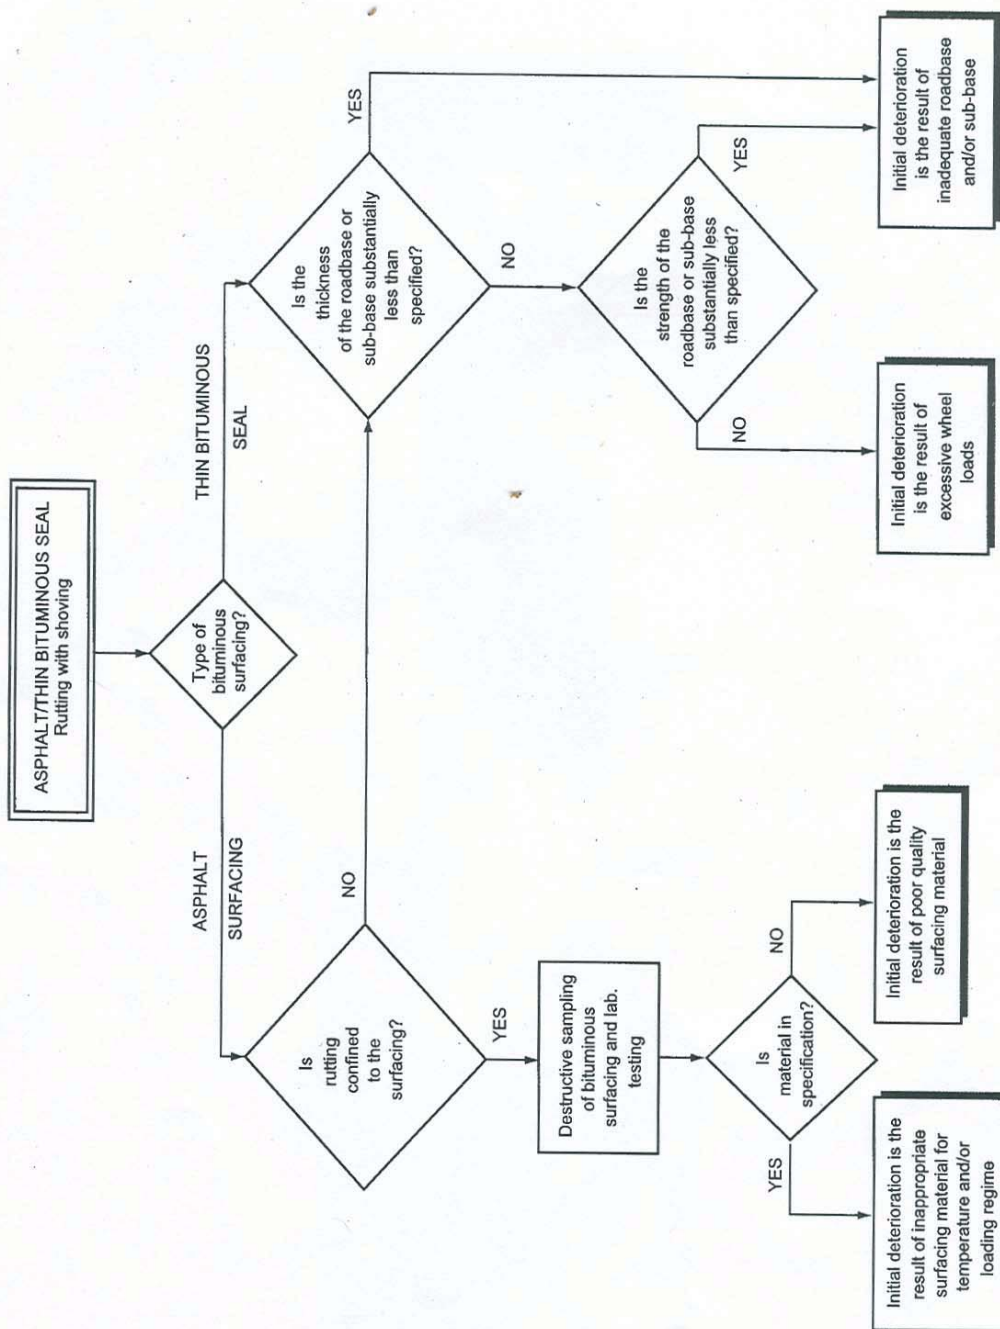 ASPHALT/THIN BITUMINOUS SEAL
Rutting with shoving
Type of
bituminous
surfacing?
ASPHALT
SURFACING
THIN BITUMINOUS
SEAL
Is
rutting
confined
to the
surfacing?
NO
YES
Is the
thickness
of the roadbase or
sub-base substantially
less than
specified?
YES
NO
Destructive sampling
of bituminous
surfacing and lab.
testing
Is the
strength of the
roadbase or sub-base
substantially less
than specified?
NO
YES
Is
material in
specification?
YES
NO
Initial deterioration is the
result of inappropriate
surfacing material for
temperature and/or
loading regime
Initial deterioration is the
result of poor quality
surfacing material
Initial deterioration
is the result of
excessive wheel
loads
Initial deterioration
is the result of
inadequate roadbase
and/or sub-base